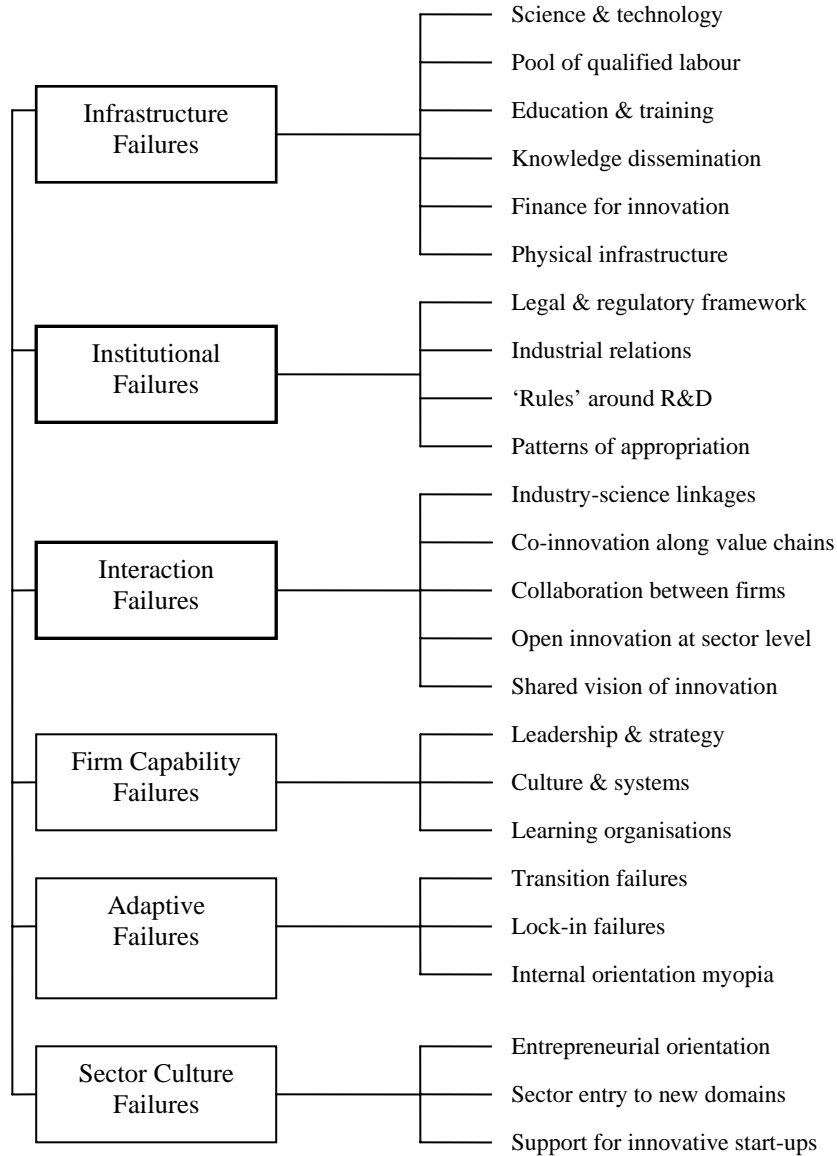 Infrastructure
Failures
Science & technology
Pool of qualified labour
Education & training
Knowledge dissemination
Finance for innovation
Physical infrastructure
Institutional
Failures
Legal & regulatory framework
Industrial relations
‘Rules’ around R&D
Patterns of appropriation
Interaction
Failures
Industry-science linkages
Co-innovation along value chains
Collaboration between firms
Open innovation at sector level
Shared vision of innovation
Firm Capability
Failures
Leadership & strategy
Culture & systems
Learning organisations
Adaptive
Failures
Transition failures
Lock-in failures
Internal orientation myopia
Sector Culture
Failures
Entrepreneurial orientation
Sector entry to new domains
Support for innovative start-ups